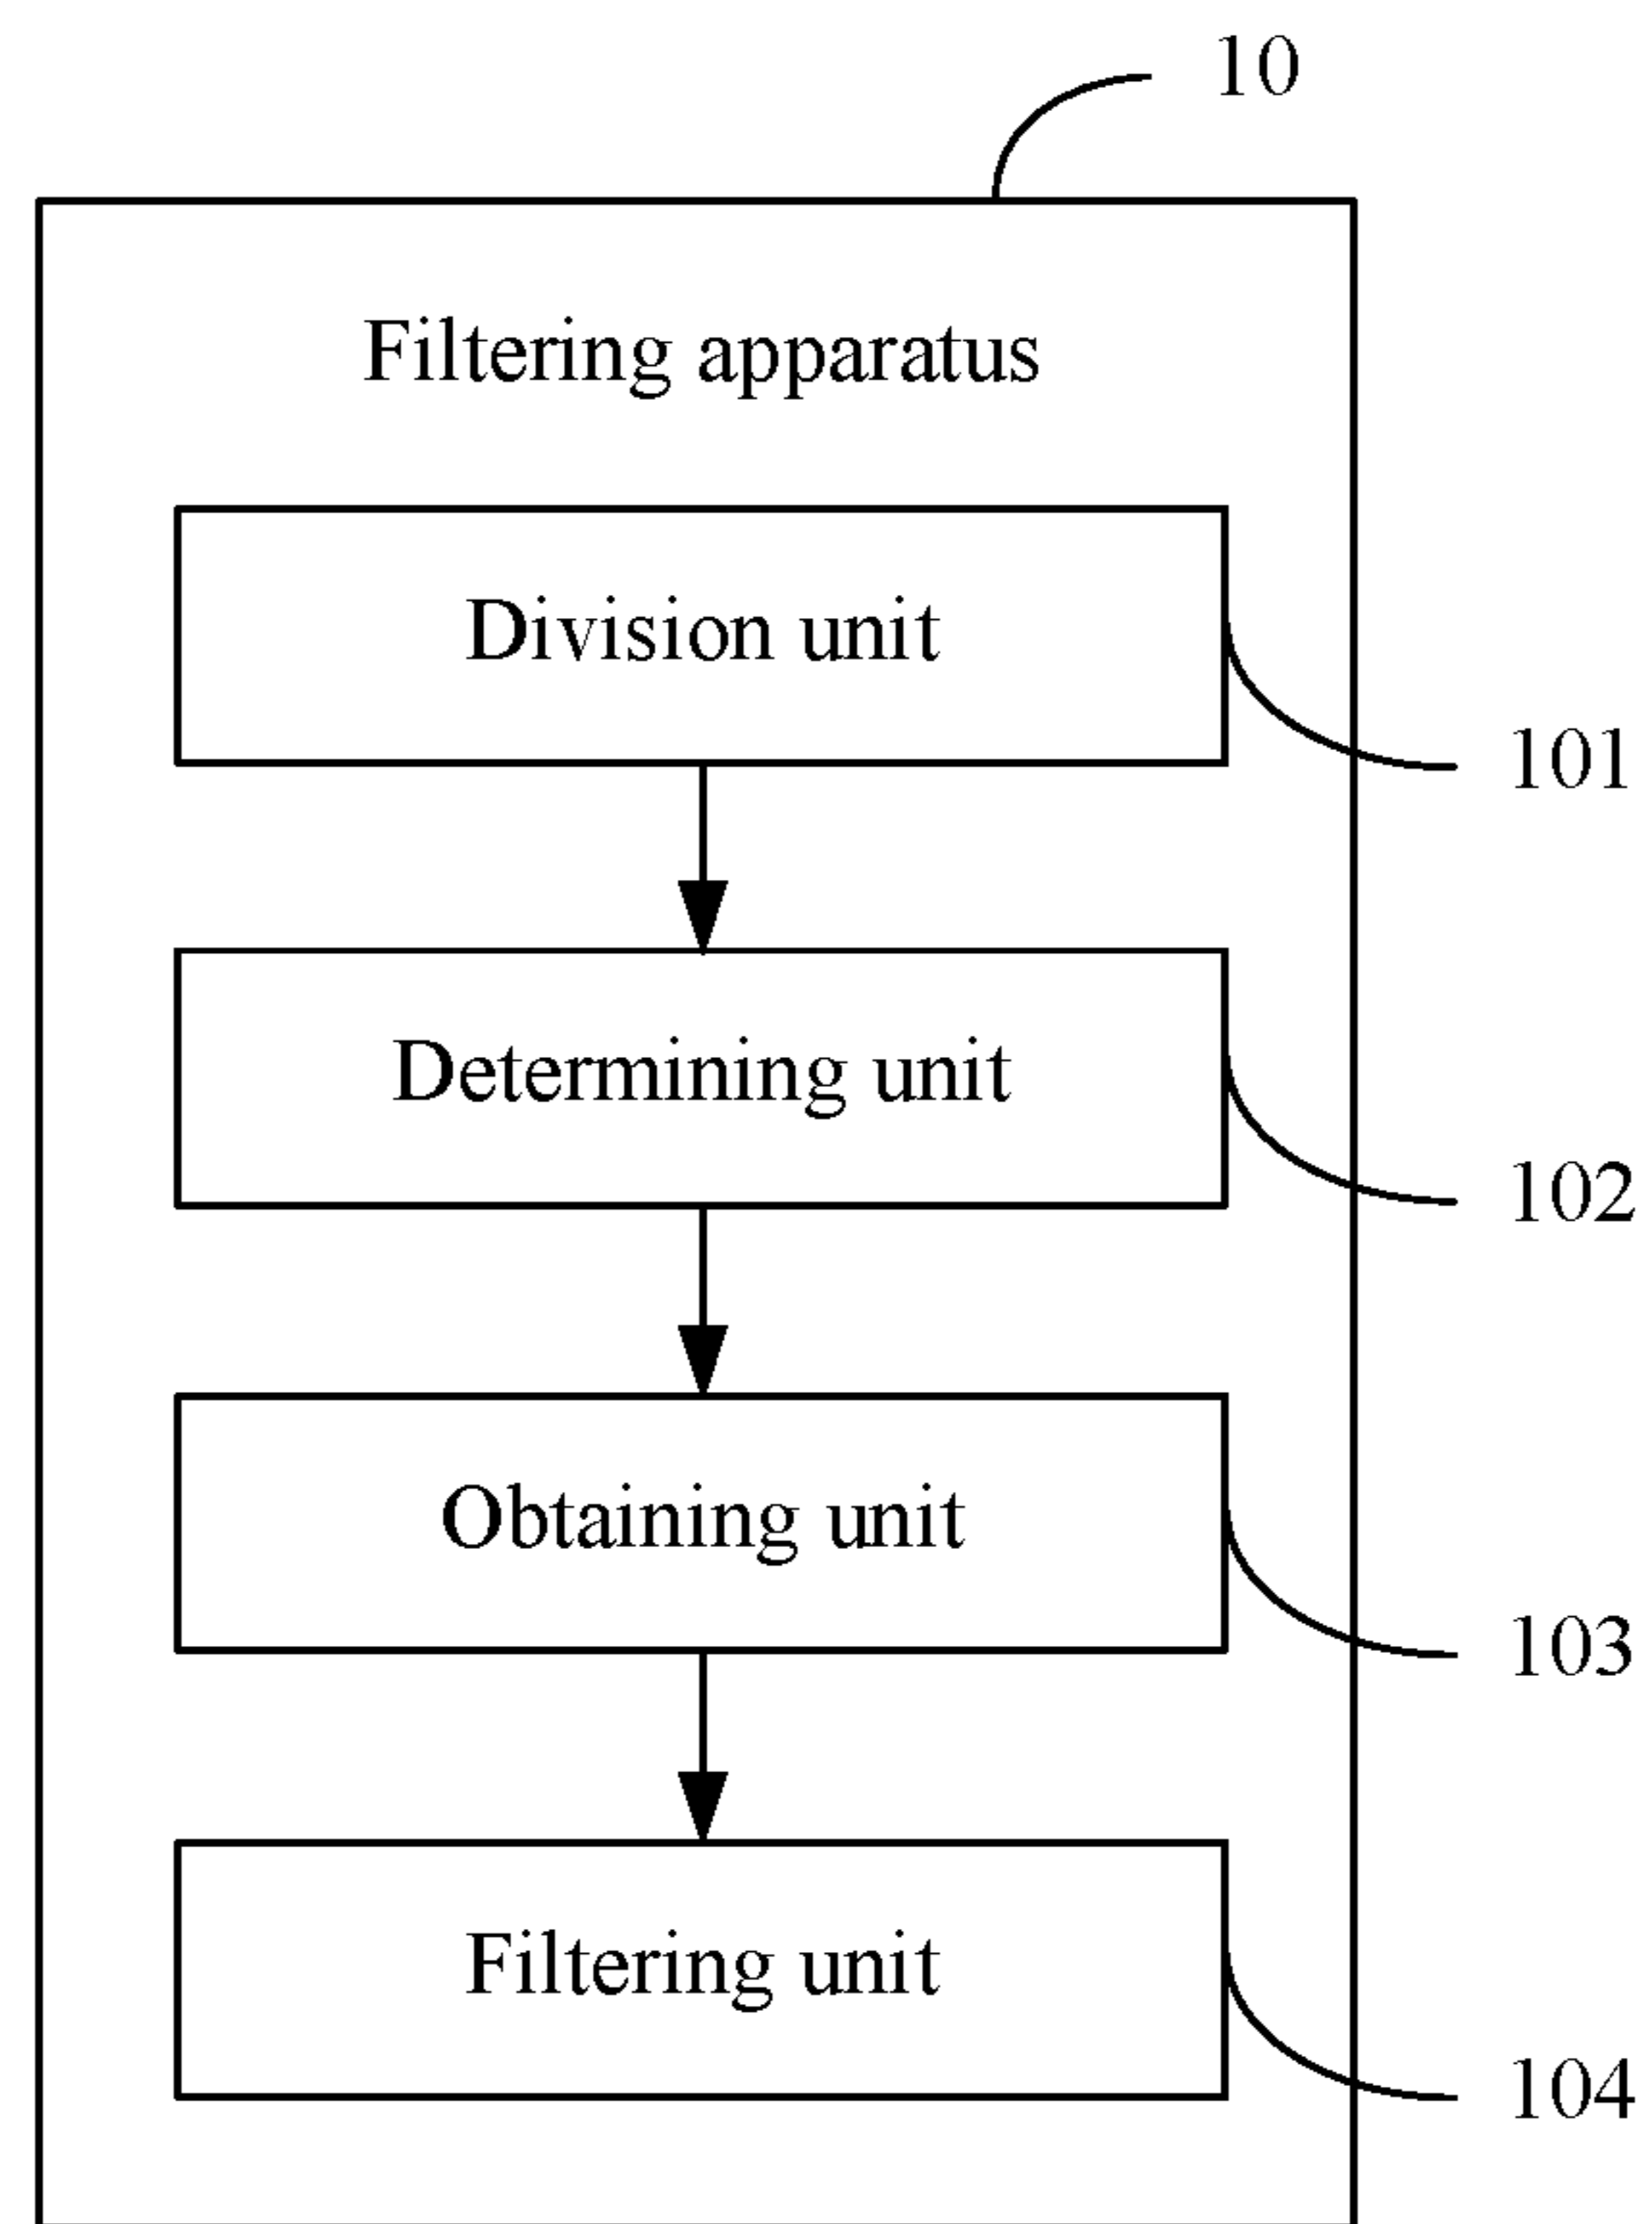 10
Filtering apparatus
Division unit
101
Determining unit
102
Obtaining unit
103
Filtering unit
104